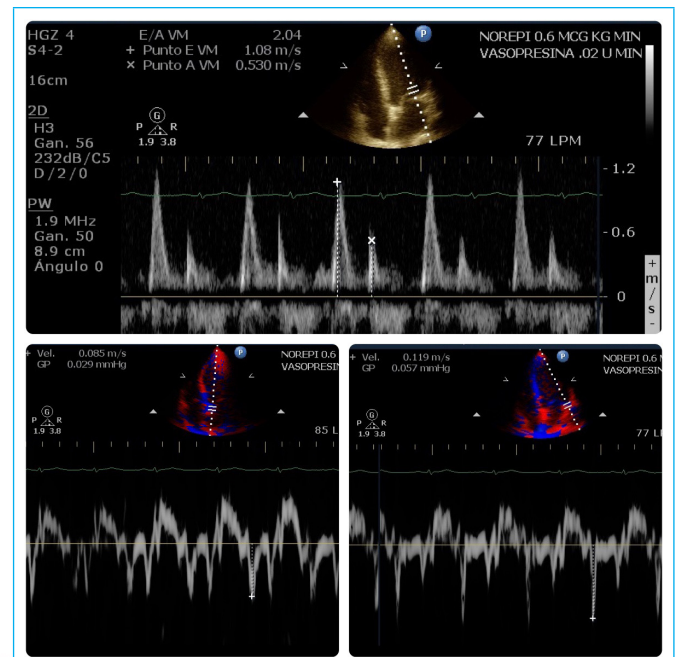 HGZ 4
S4-2
16cm
2D
H3
Gan. 56
232dB/C5
D/2/0
PW
1.9 MHz
Gan. 50
8.9 cm
Ángulo 0
E/A VM 2.04
+ Punto E VM 1.08 m/s
× Punto A VM 0.530 m/s
P
G
P R
1.9 3.8
NOREPI 0.6 MCG KG MIN
VASOPRESINA .02 U MIN
77 LPM
- 1.2
- 0.6
- 0
+
m
/
s
-
+ Vel. 0.085 m/s
GP 0.029 mmHg
P
NOREPI 0.6
VASOPRESIN
G
P R
1.9 3.8
85 L
+ Vel. 0.119 m/s
GP 0.057 mmHg
P
NOREPI 0.6
VASOPRESIN
G
P R
1.9 3.8
77 L